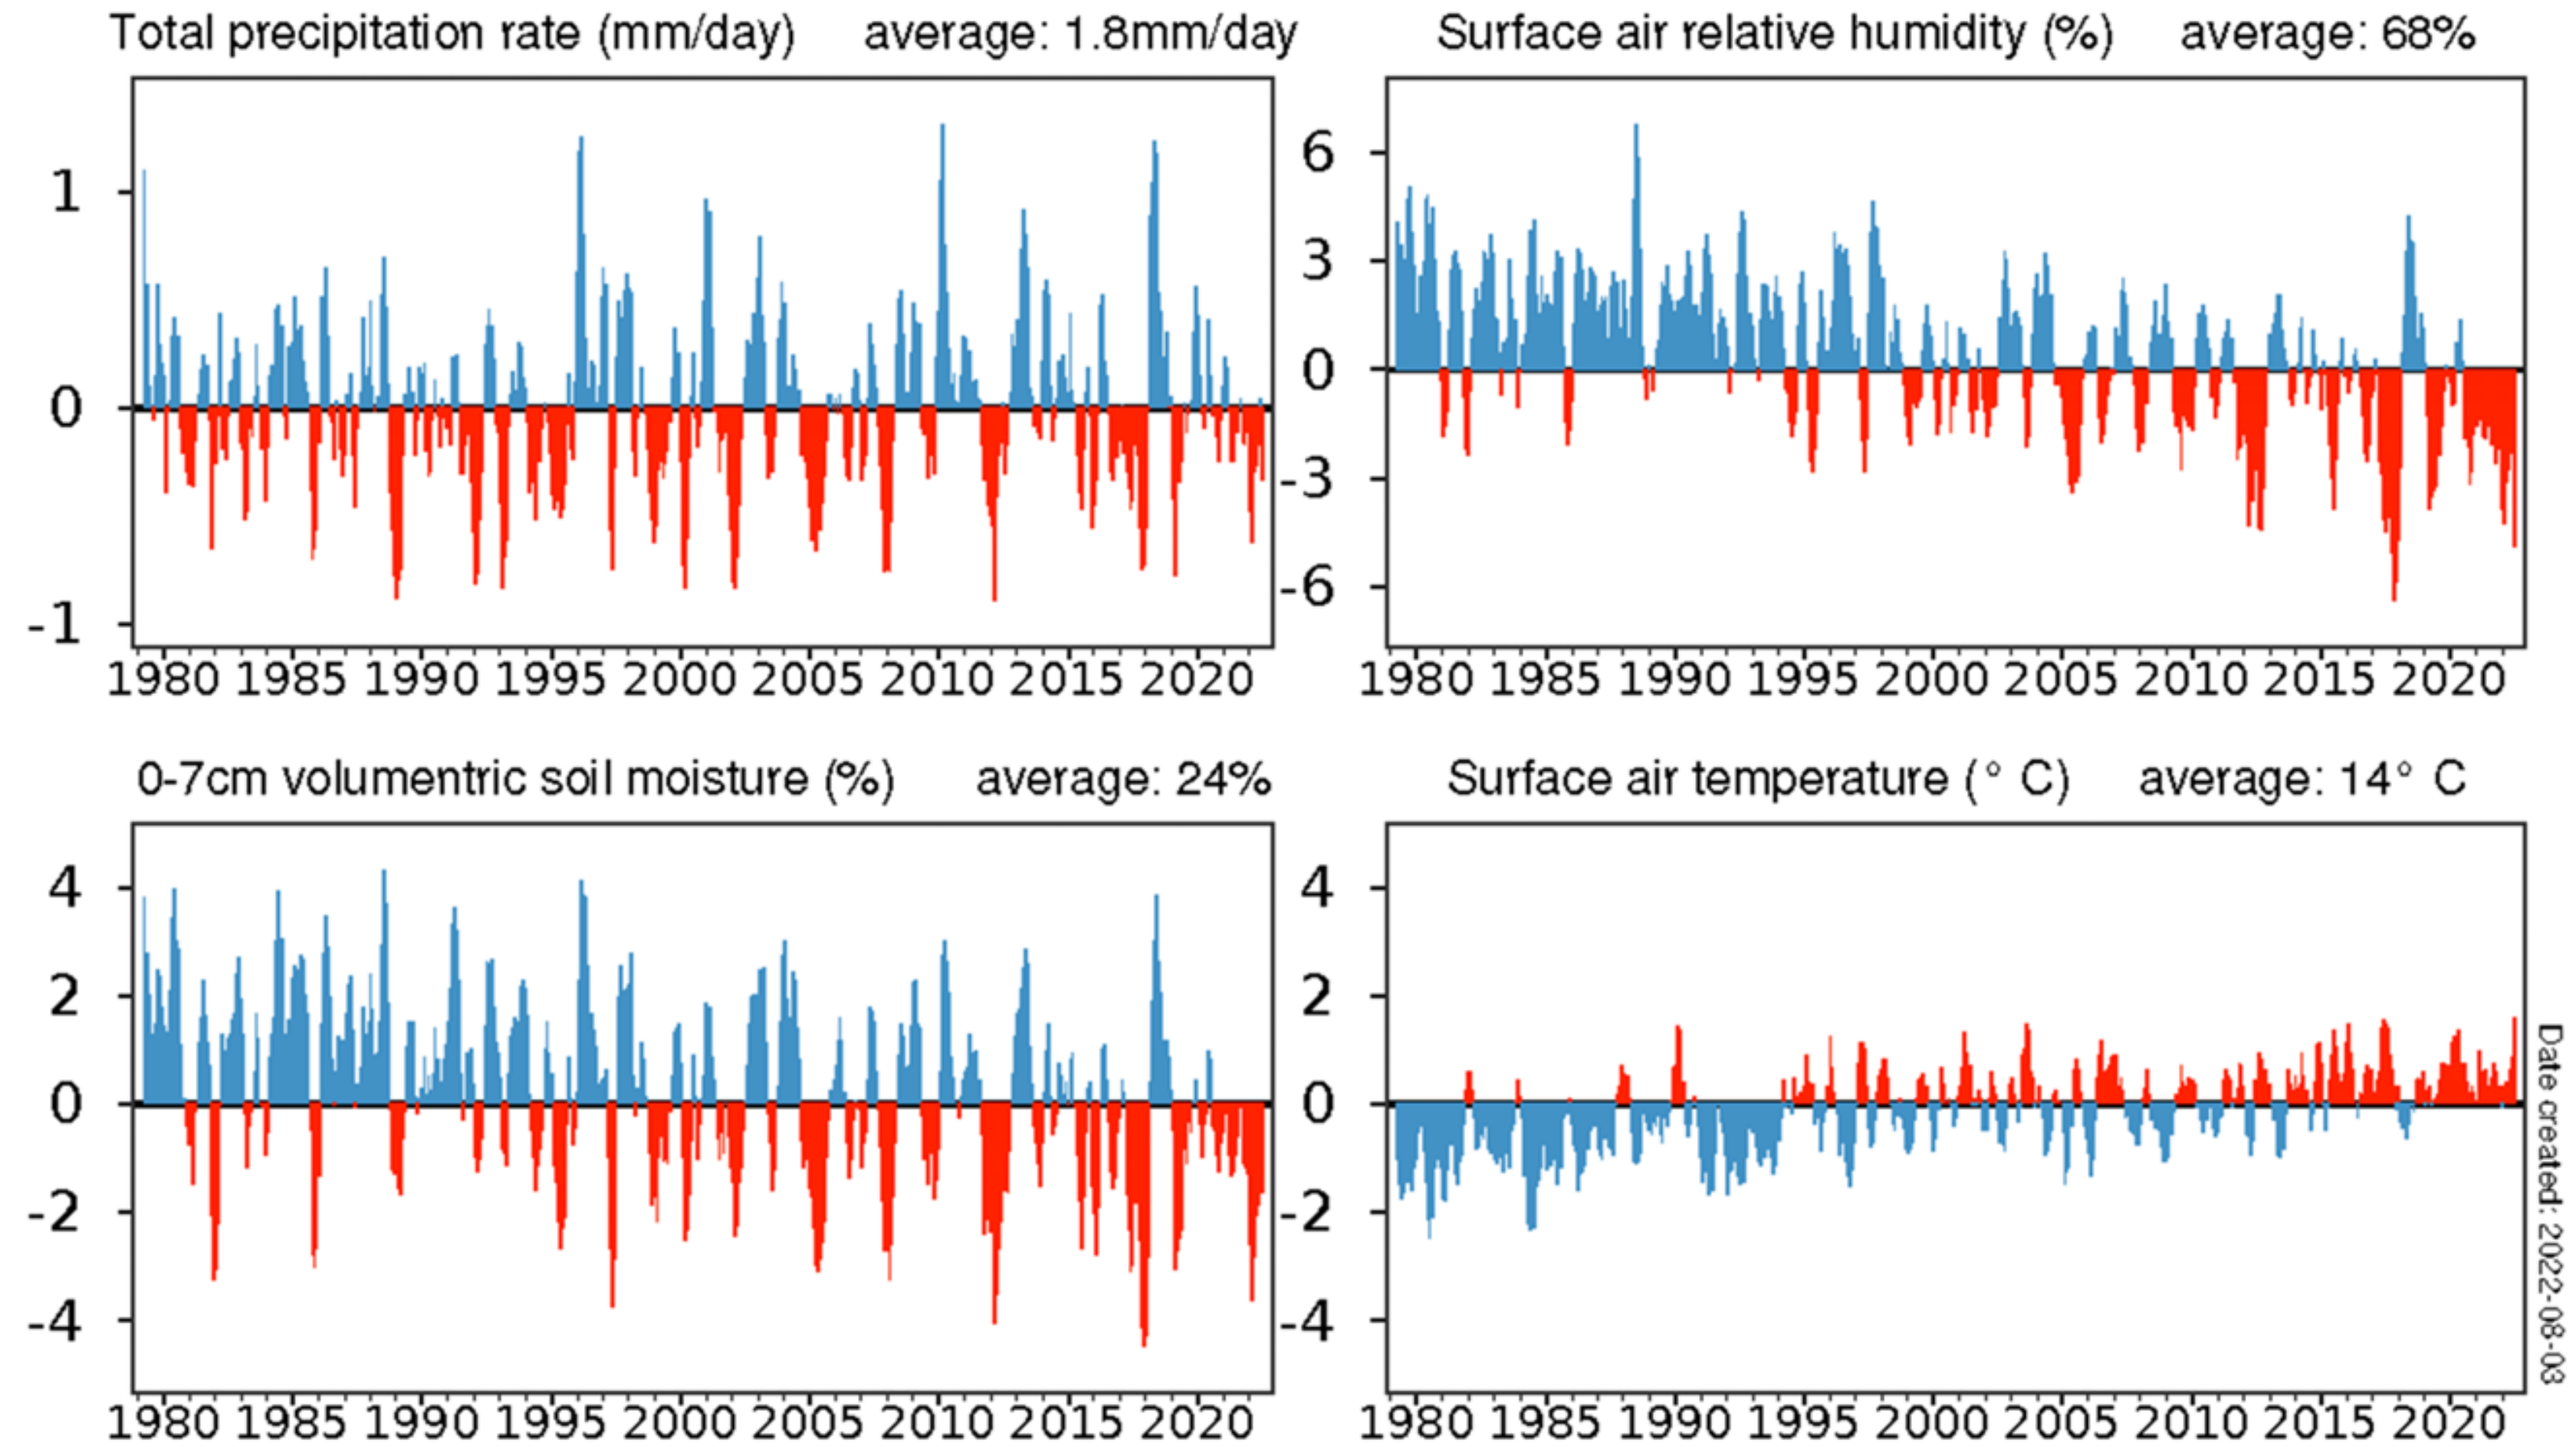 Total precipitation rate (mm/day) average: 1.8mm/day
1
0
-1
1980 1985 1990 1995 2000 2005 2010 2015 2020
Surface air relative humidity (%) average: 68%
6
3
0
-3
-6
1980 1985 1990 1995 2000 2005 2010 2015 2020
0-7cm volumentric soil moisture (%) average: 24%
4
2
0
-2
-4
1980 1985 1990 1995 2000 2005 2010 2015 2020
Surface air temperature (° C) average: 14° C
4
2
0
-2
-4
1980 1985 1990 1995 2000 2005 2010 2015 2020
Date created: 2022-08-03